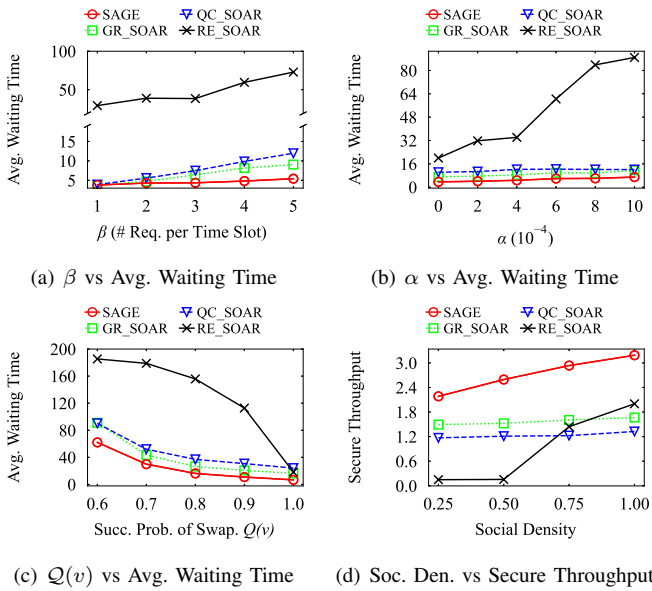 SAGE QC_SOAR
GR_SOAR RE_SOAR
Avg. Waiting Time
100
50
15
10
5
1 2 3 4 5
β (# Req. per Time Slot)
(a) β vs Avg. Waiting Time
SAGE QC_SOAR
GR_SOAR RE_SOAR
Avg. Waiting Time
80
64
48
32
16
0
0 2 4 6 8 10
α (10⁻⁴)
(b) α vs Avg. Waiting Time
SAGE QC_SOAR
GR_SOAR RE_SOAR
Avg. Waiting Time
200
160
120
80
40
0
0.6 0.7 0.8 0.9 1.0
Succ. Prob. of Swap. Q(v)
(c) Q(v) vs Avg. Waiting Time
SAGE QC_SOAR
GR_SOAR RE_SOAR
Secure Throughput
3.0
2.4
1.8
1.2
0.6
0.0
0.25 0.50 0.75 1.00
Social Density
(d) Soc. Den. vs Secure Throughput